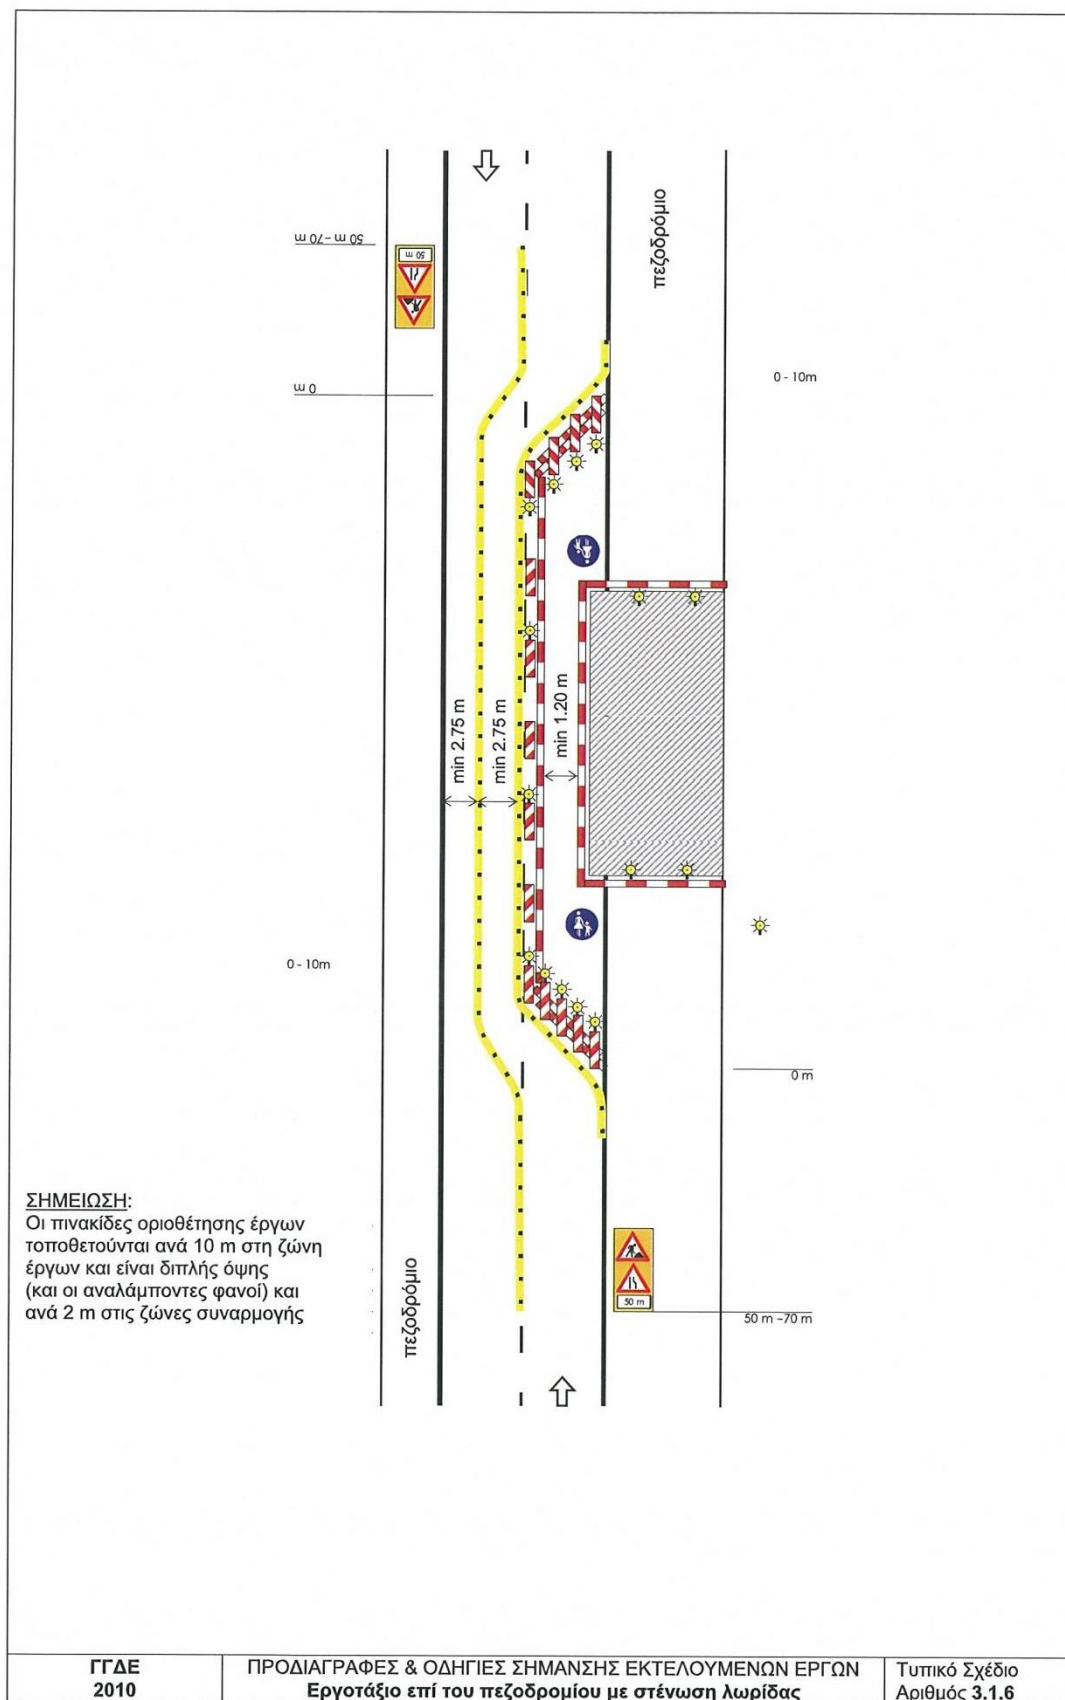 πεζοδρόμιο
50 m -70 m
50 m
0 m
0 - 10m
min 2.75 m
min 2.75 m
min 1.20 m
0 - 10m
0 m
ΣΗΜΕΙΩΣΗ:
Οι πινακίδες οριοθέτησης έργων
τοποθετούνται ανά 10 m στη ζώνη
έργων και είναι διπλής όψης
(και οι αναλάμποντες φανοί) και
ανά 2 m στις ζώνες συναρμογής
πεζοδρόμιο
50 m
50 m -70 m
ΓΓΔΕ
2010
ΠΡΟΔΙΑΓΡΑΦΕΣ & ΟΔΗΓΙΕΣ ΣΗΜΑΝΣΗΣ ΕΚΤΕΛΟΥΜΕΝΩΝ ΕΡΓΩΝ
Εργοτάξιο επί του πεζοδρομίου με στένωση λωρίδας
Τυπικό Σχέδιο
Αριθμός 3.1.6